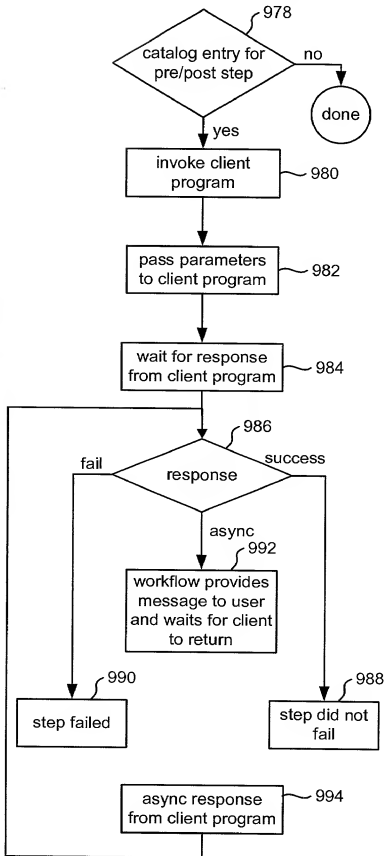 978
catalog entry for
pre/post step
no
done
yes
invoke client
program
980
pass parameters
to client program
982
wait for response
from client program
984
986
fail
response
success
async
992
workflow provides
message to user
and waits for client
to return
990
step failed
988
step did not
fail
async response
from client program
994